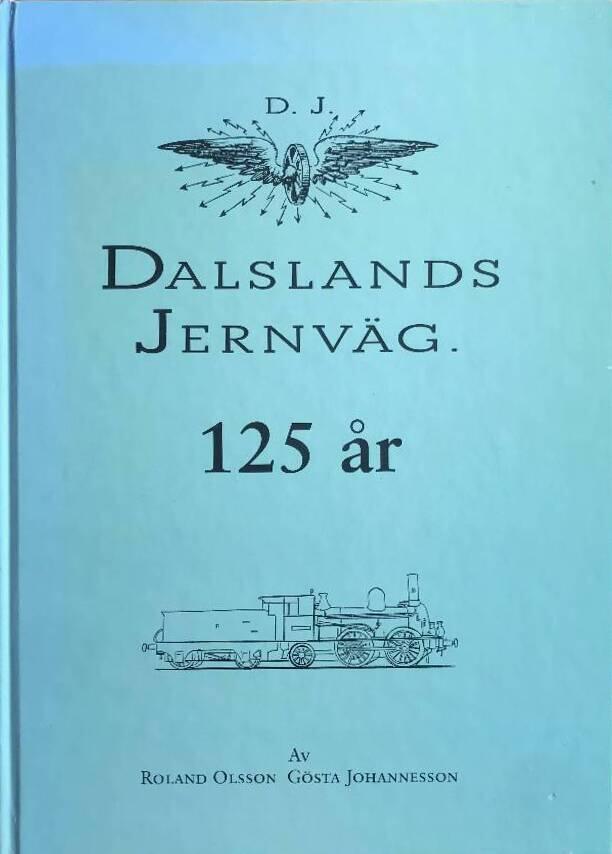 D. J.
DALSLANDS
JERNVÄG.
125 år
Av
ROLAND OLSSON GÖSTA JOHANNESSON